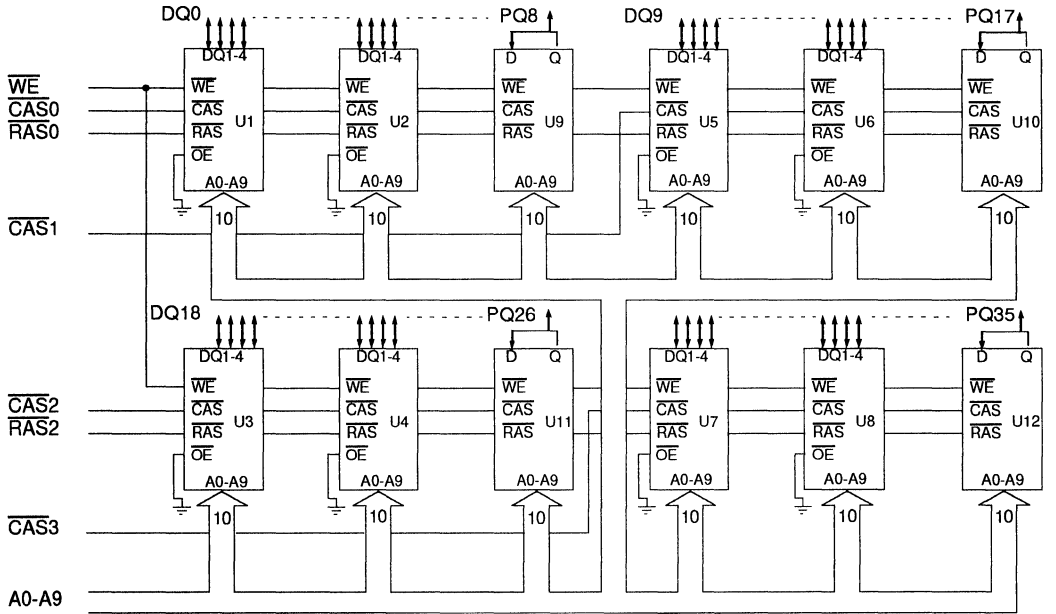 DQ0 PQ8 DQ9 PQ17
DQ1-4 DQ1-4 D Q DQ1-4 DQ1-4 D Q
WE WE WE WE WE WE WE
CAS0 CAS CAS CAS CAS CAS CAS
U1 U2 U9 U5 U6 U10
RAS0 RAS RAS RAS RAS RAS RAS
OE OE OE OE
A0-A9 A0-A9 A0-A9 A0-A9 A0-A9 A0-A9
10 10 10 10 10 10
CAS1
DQ18 PQ26 PQ35
DQ1-4 DQ1-4 D Q DQ1-4 DQ1-4 D Q
WE WE WE WE WE WE
CAS2 CAS CAS CAS CAS CAS CAS
U3 U4 U11 U7 U8 U12
RAS2 RAS RAS RAS RAS RAS RAS
OE OE OE OE
A0-A9 A0-A9 A0-A9 A0-A9 A0-A9 A0-A9
10 10 10 10 10
CAS3
A0-A9